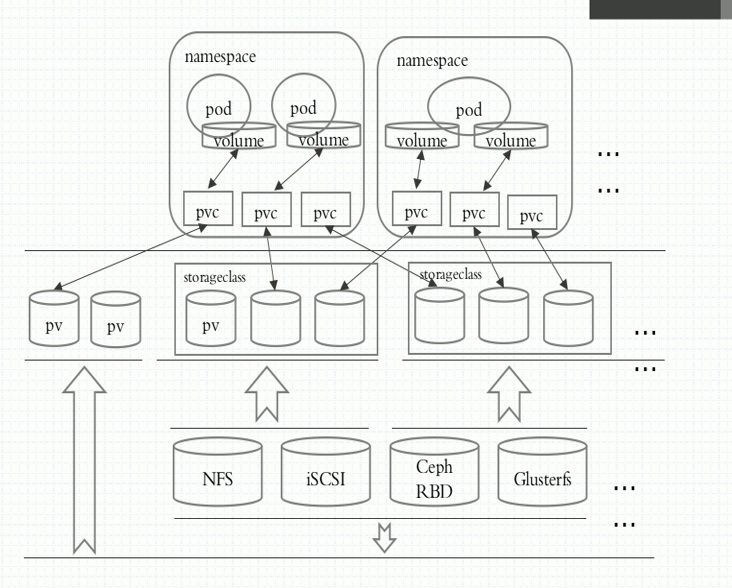 namespace
namespace
pod
pod
pod
volume
volume
volume
volume
pvc
pvc
pvc
pvc
pvc
pvc
... 
...
storageclass
storageclass
pv
pv
pv
...
...
NFS
iSCSI
Ceph
RBD
Glusterfs
...
...